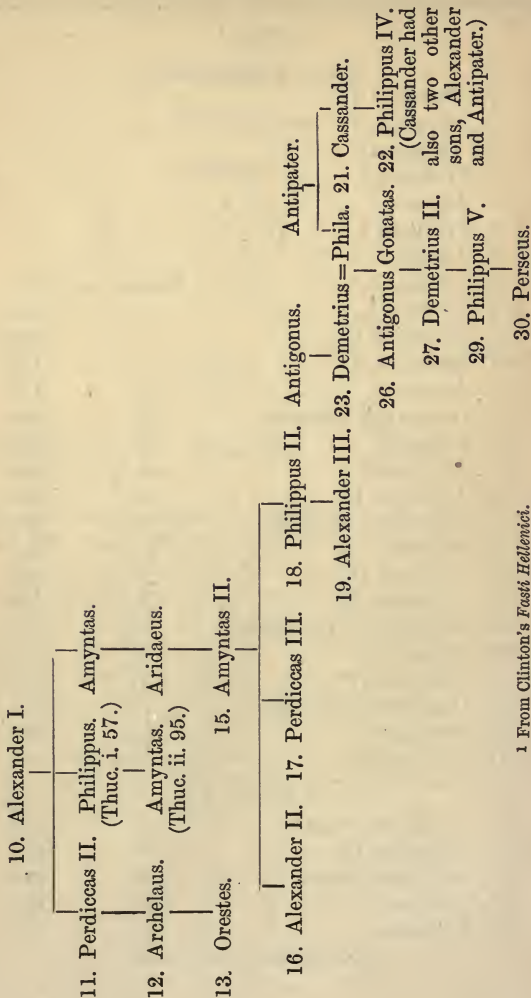 10. Alexander I.
11. Perdiccas II. Philippus. Amyntas.
(Thuc. i. 57.)
12. Archelaus. Amyntas. Aridaeus.
(Thuc. ii. 95.)
13. Orestes. 15. Amyntas II.
16. Alexander II. 17. Perdiccas III. 18. Philippus II. Antigonus. Antipater.
19. Alexander III. 23. Demetrius=Phila. 21. Cassander.
26. Antigonus Gonatas. 22. Philippus IV.
(Cassander had
27. Demetrius II. also two other
sons, Alexander
29. Philippus V. and Antipater.)
30. Perseus.
1 From Clinton's Fasti Hellenici.